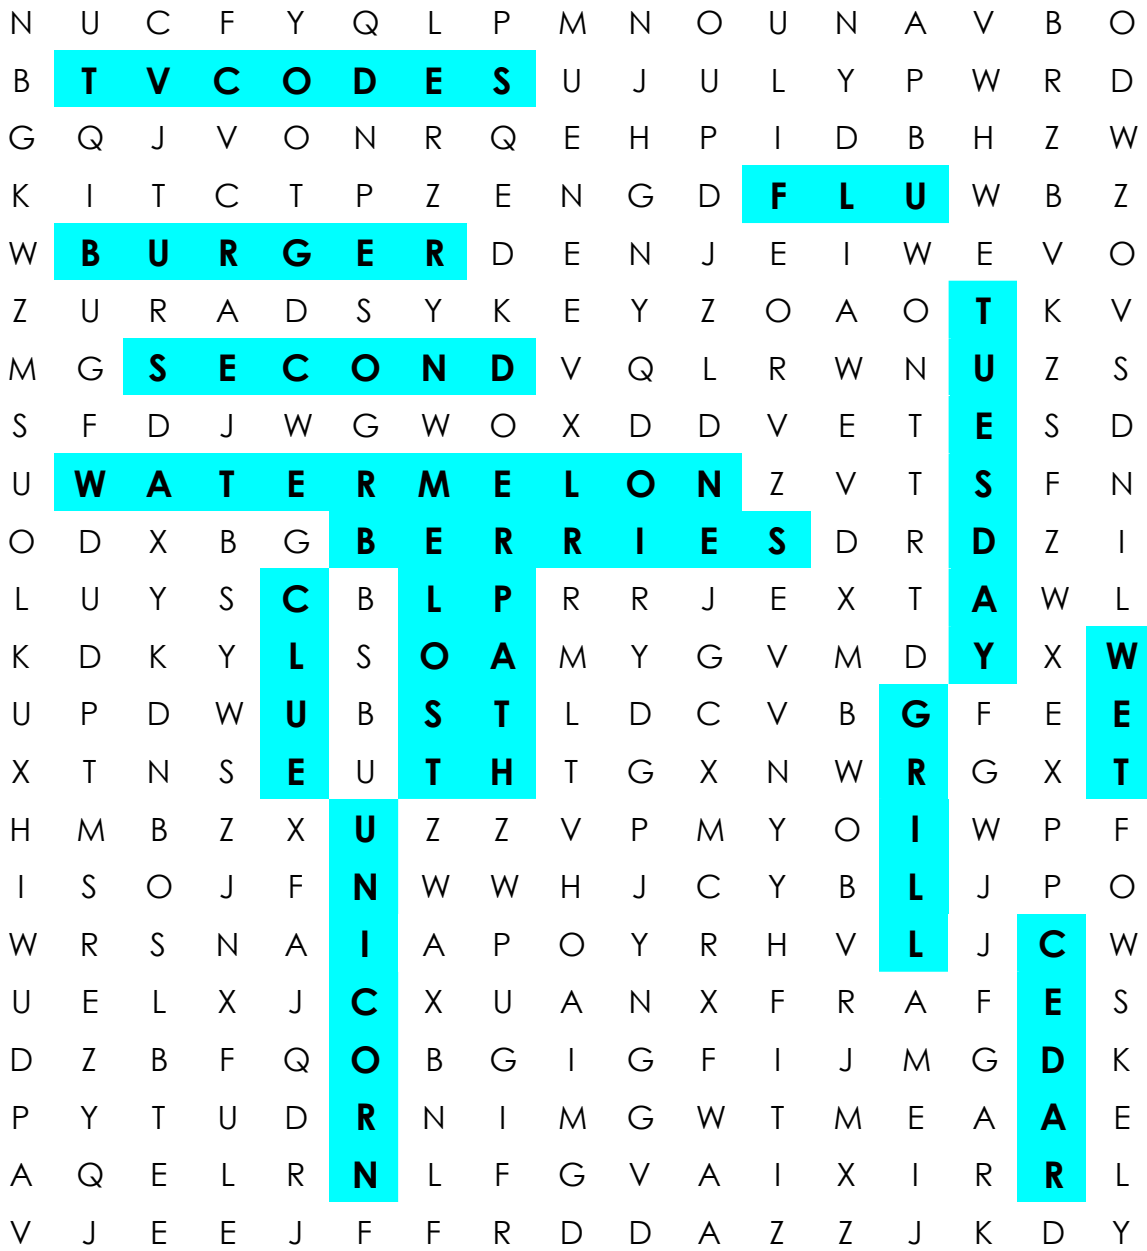 N U C F Y Q L P M N O U N A V B O
B T V C O D E S U J U L Y P W R D
G Q J V O N R Q E H P I D B H Z W
K I T C T P Z E N G D F L U W B Z
W B U R G E R D E N J E I W E V O
Z U R A D S Y K E Y Z O A O T K V
M G S E C O N D V Q L R W N U Z S
S F D J W G W O X D D V E T E S D
U W A T E R M E L O N Z V T S F N
O D X B G B E R R I E S D R D Z I
L U Y S C B L P R R J E X T A W L
K D K Y L S O A M Y G V M D Y X W
U P D W U B S T L D C V B G F E E
X T N S E U T H T G X N W R G X T
H M B Z X U Z Z V P M Y O I W P F
I S O J F N W W H J C Y B L J P O
W R S N A I A P O Y R H V L J C W
U E L X J C X U A N X F R A F E S
D Z B F Q O B G I G F I J M G D K
P Y T U D R N I M G W T M E A A E
A Q E L R N L F G V A I X I R R L
V J E E J F F R D D A Z Z J K D Y